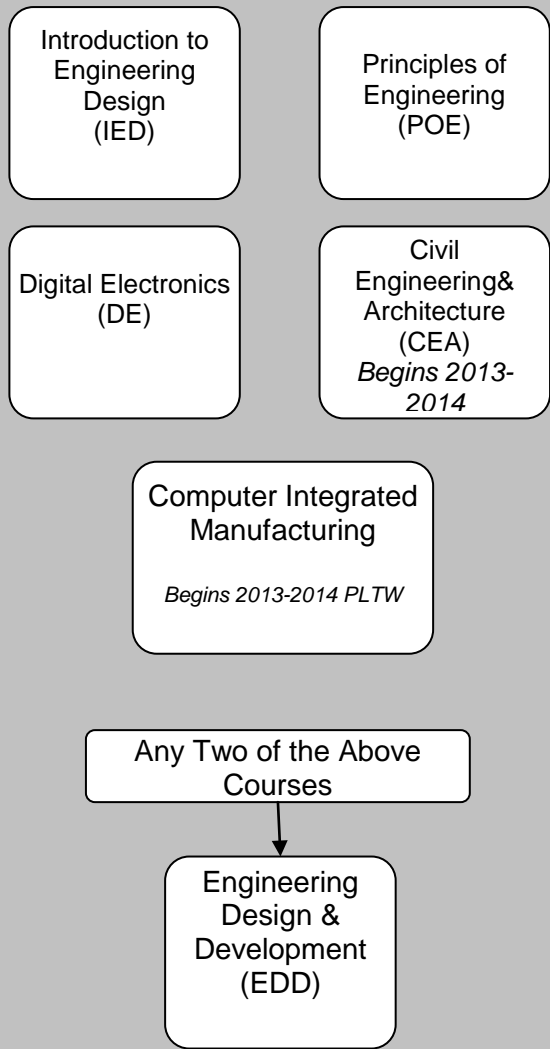 Introduction to
Engineering
Design
(IED)
Principles of
Engineering
(POE)
Digital Electronics
(DE)
Civil
Engineering&
Architecture
(CEA)
Begins 2013-
2014
Computer Integrated
Manufacturing
Begins 2013-2014 PLTW
Any Two of the Above
Courses
Engineering
Design &
Development
(EDD)